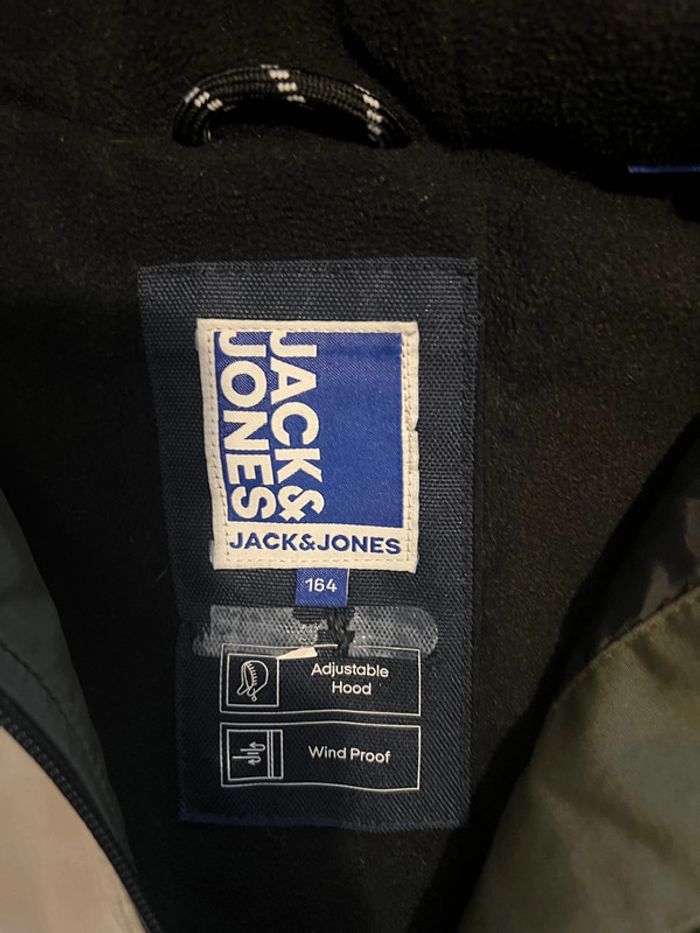 JACK&
JONES
JACK&JONES
164
Adjustable
Hood
Wind Proof